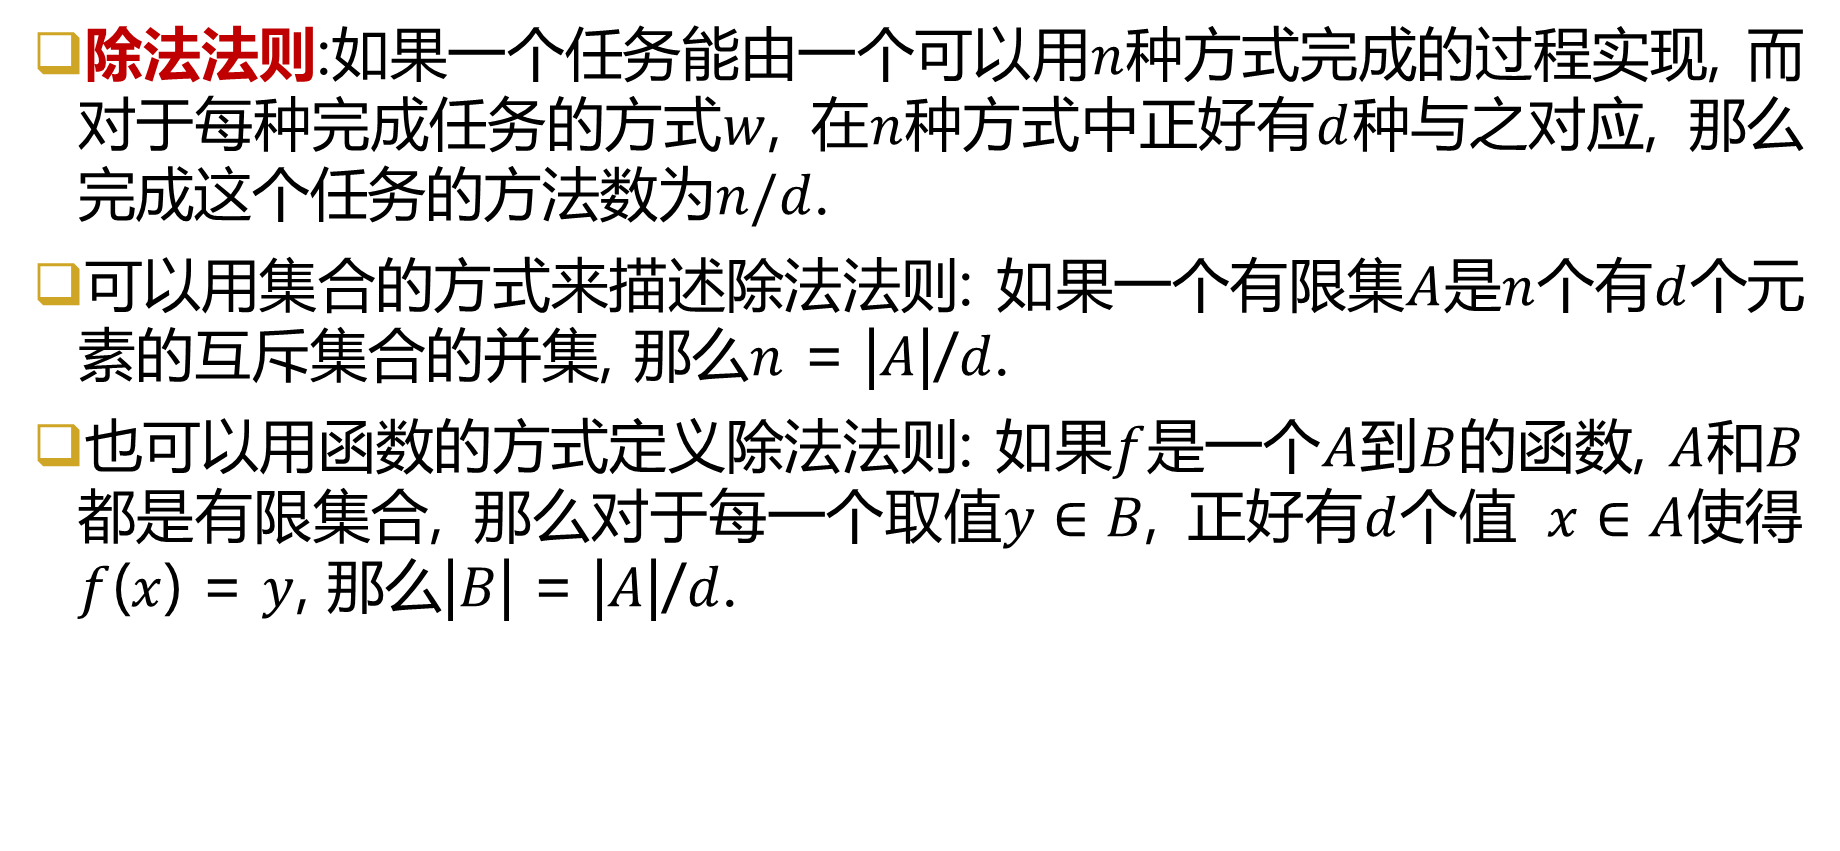 ❑除法法则:如果一个任务能由一个可以用n种方式完成的过程实现, 而
对于每种完成任务的方式w, 在n种方式中正好有d种与之对应, 那么
完成这个任务的方法数为n/d.
❑可以用集合的方式来描述除法法则: 如果一个有限集A是n个有d个元
素的互斥集合的并集, 那么n = |A|/d.
❑也可以用函数的方式定义除法法则: 如果f是一个A到B的函数, A和B
都是有限集合, 那么对于每一个取值y ∈ B, 正好有d个值 x ∈ A使得
f(x) = y, 那么|B| = |A|/d.